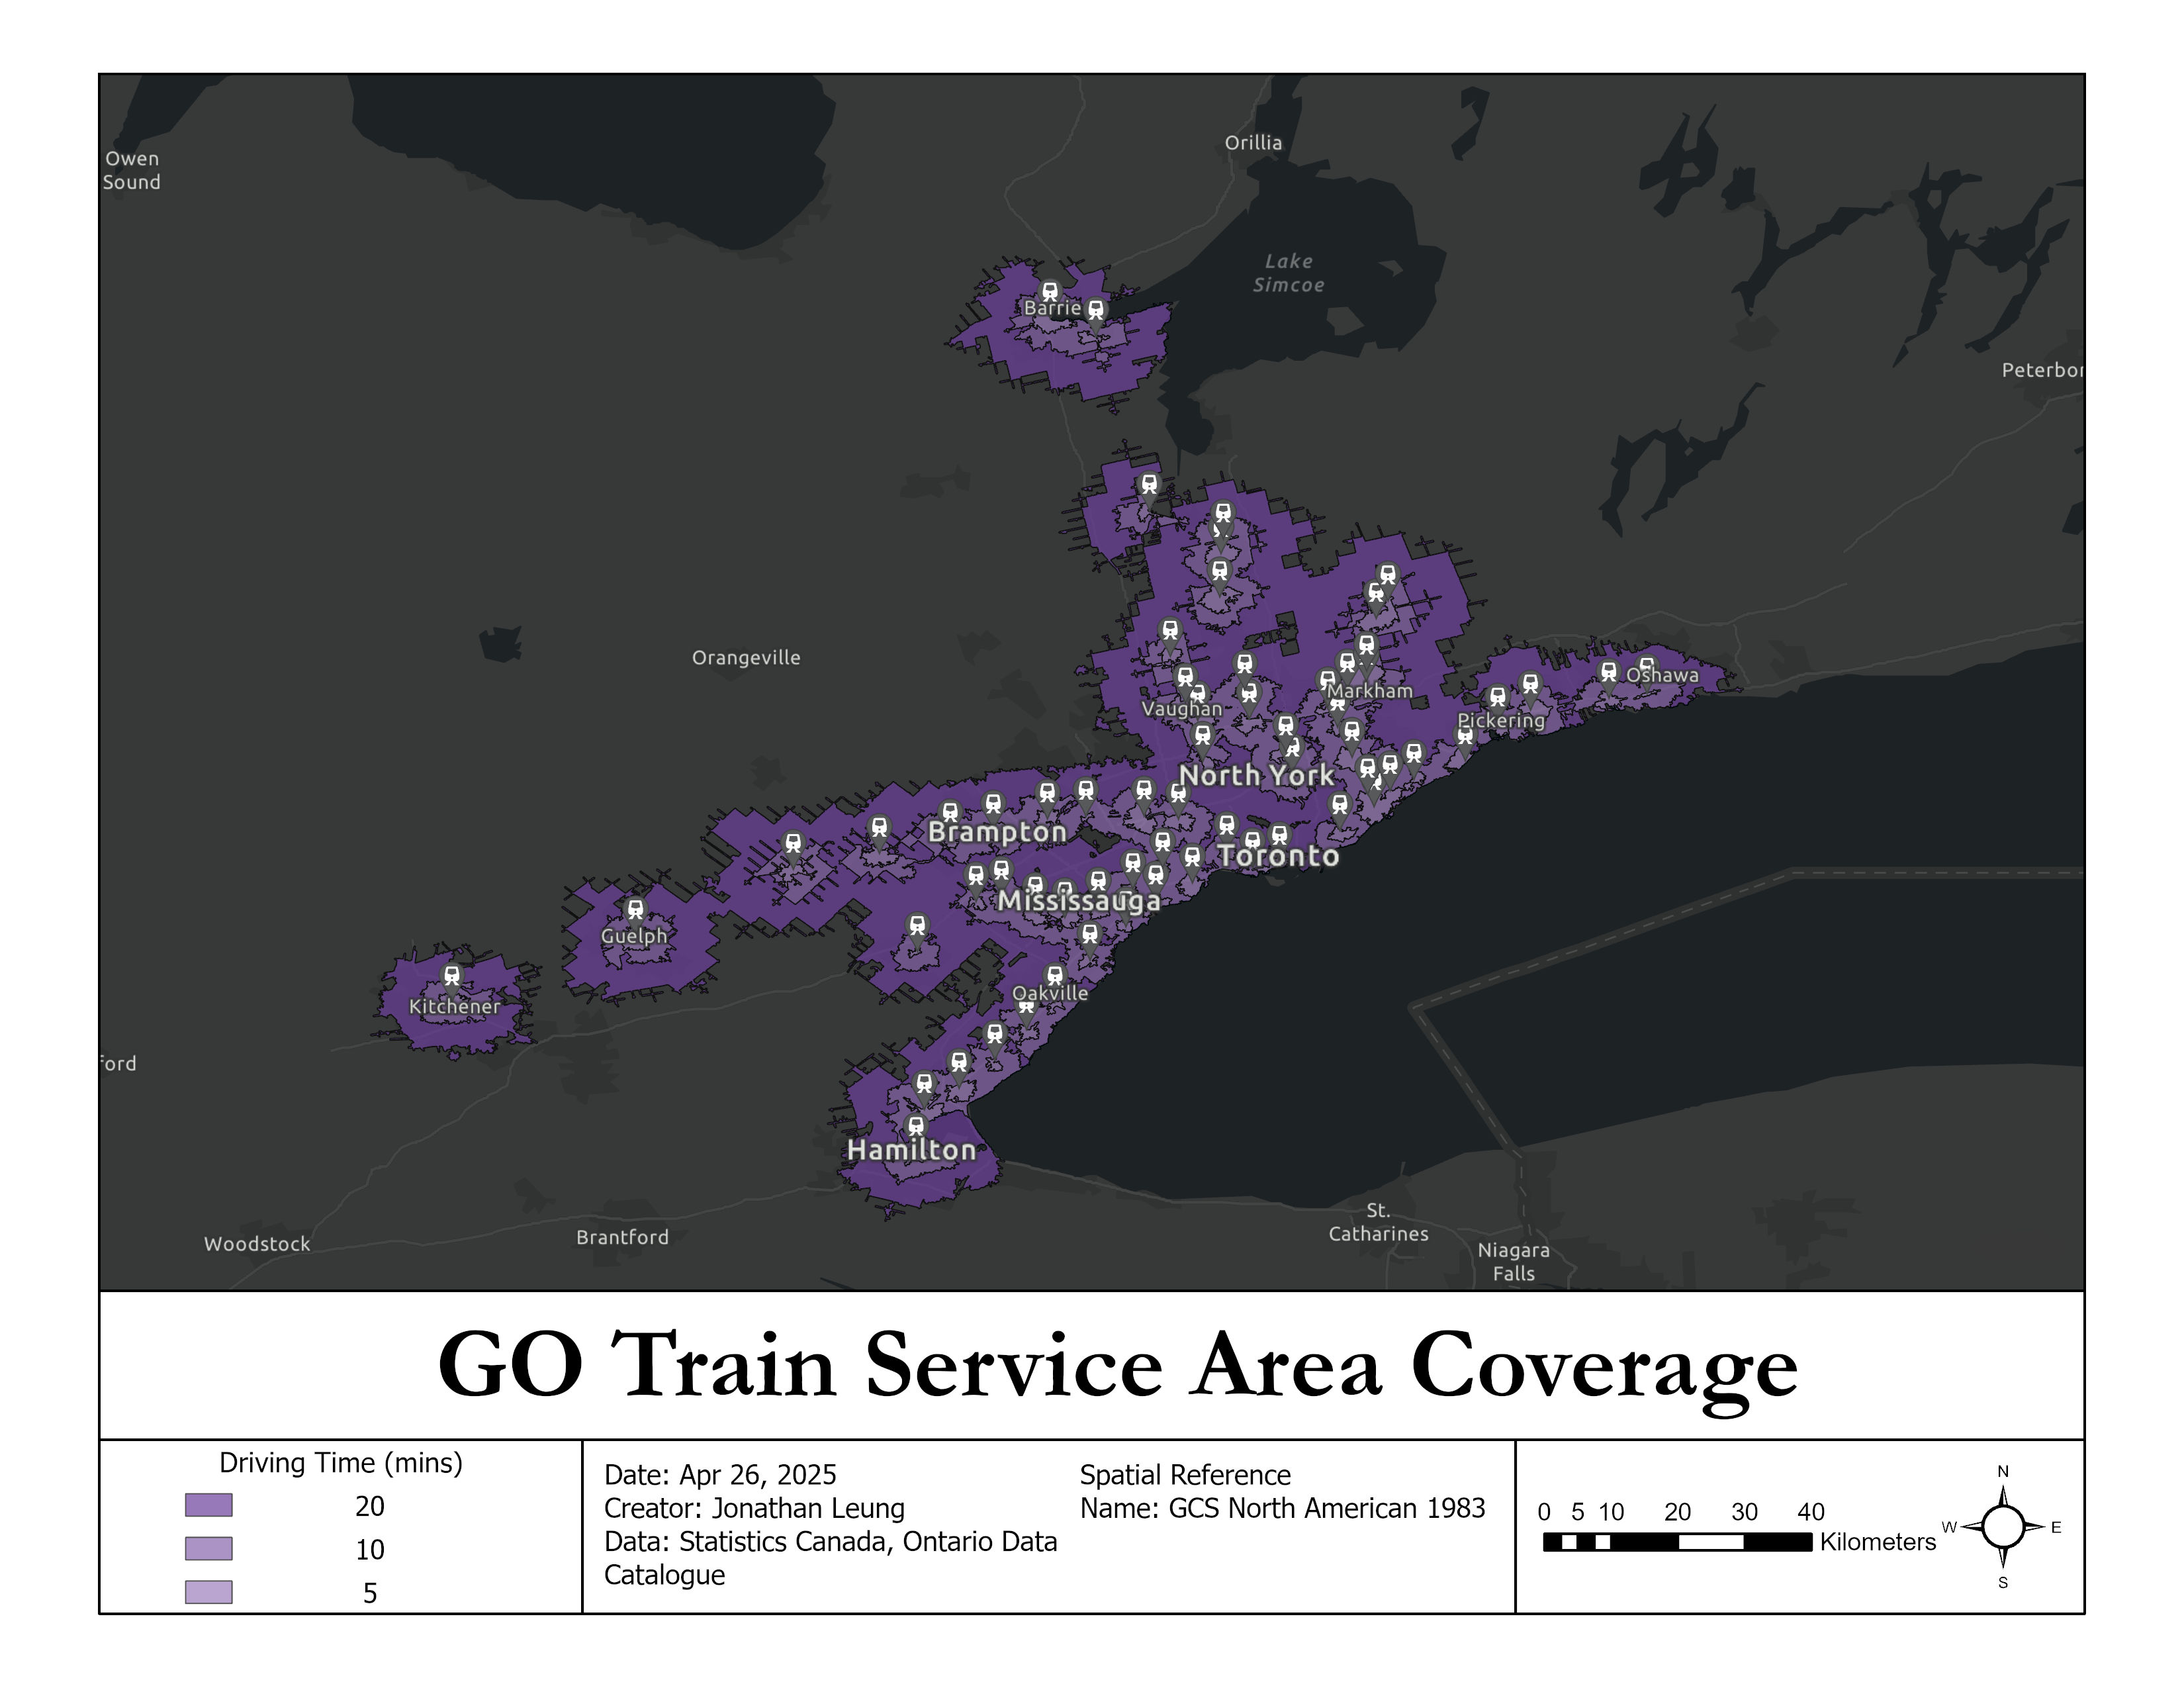 Owen
Sound
Orillia
Lake
Simcoe
Barrie
Peterbor
Orangeville
Oshawa
Markham
Vaughan
Pickering
North York
Brampton
Toronto
Mississauga
Guelph
Oakville
Kitchener
ford
Hamilton
St.
Catharines
Brantford
Woodstock
Niagara
Falls
GO Train Service Area Coverage
Driving Time (mins)
20
10
5
Date: Apr 26, 2025
Creator: Jonathan Leung
Data: Statistics Canada, Ontario Data
Catalogue
Spatial Reference
Name: GCS North American 1983
0 5 10 20 30 40
Kilometers
N
W E
S